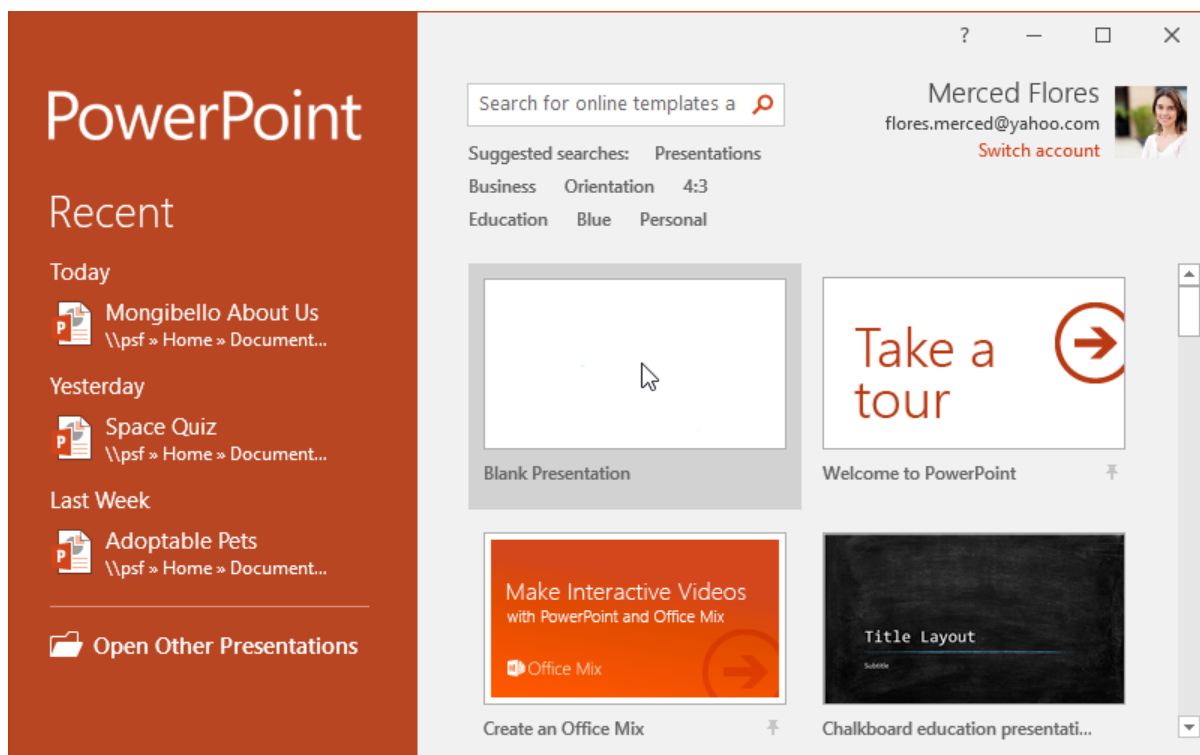 PowerPoint
Recent
Today
Mongibello About Us
\\psf » Home » Document...
Yesterday
Space Quiz
\\psf » Home » Document...
Last Week
Adoptable Pets
\\psf » Home » Document...
Open Other Presentations
?
Search for online templates a
Merced Flores
flores.merced@yahoo.com
Switch account
Suggested searches: Presentations
Business Orientation 4:3
Education Blue Personal
Blank Presentation
Take a
tour
Welcome to PowerPoint
Make Interactive Videos
with PowerPoint and Office Mix
Office Mix
Create an Office Mix
Title Layout
Subtitle
Chalkboard education presentati...